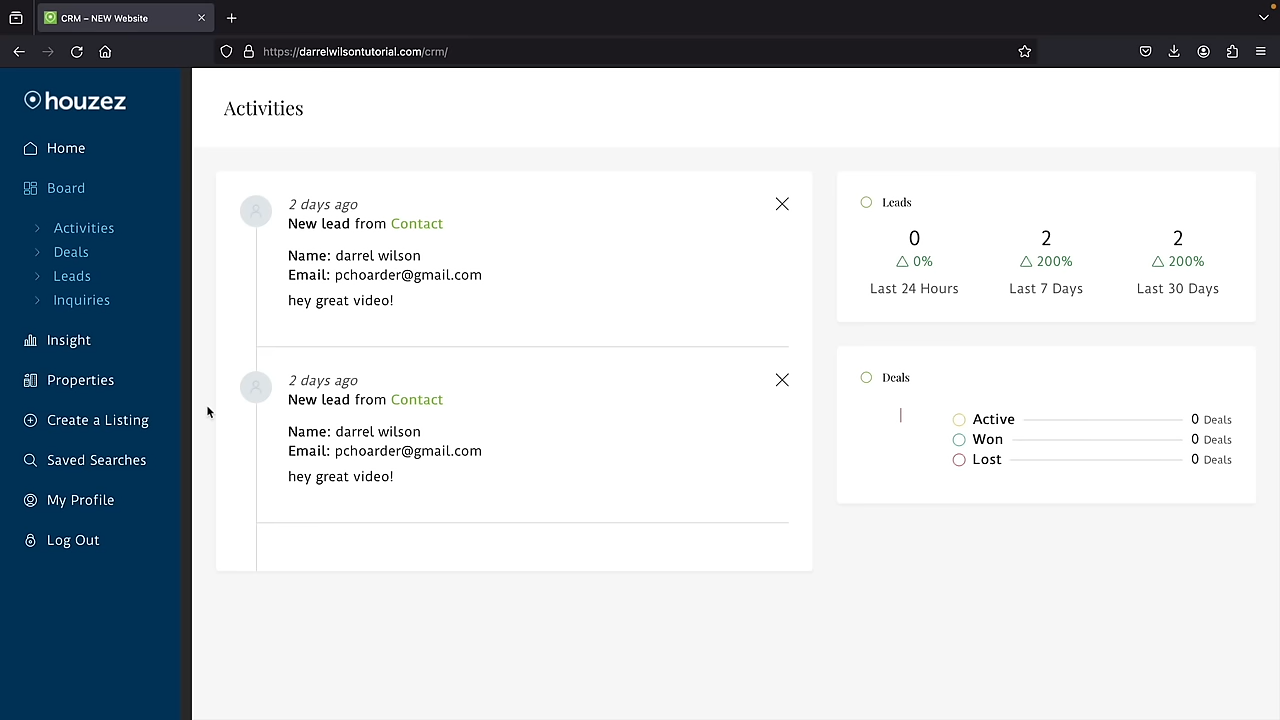 CRM – NEW Website
https://darrelwilsontutorial.com/crm/
houzez
Home
Board
Activities
Deals
Leads
Inquiries
Insight
Properties
Create a Listing
Saved Searches
My Profile
Log Out
Activities
2 days ago
New lead from Contact
Name: darrel wilson
Email: pchoarder@gmail.com
hey great video!
2 days ago
New lead from Contact
Name: darrel wilson
Email: pchoarder@gmail.com
hey great video!
Leads
0 2 2
0% 200% 200%
Last 24 Hours Last 7 Days Last 30 Days
Deals
Active 0 Deals
Won 0 Deals
Lost 0 Deals